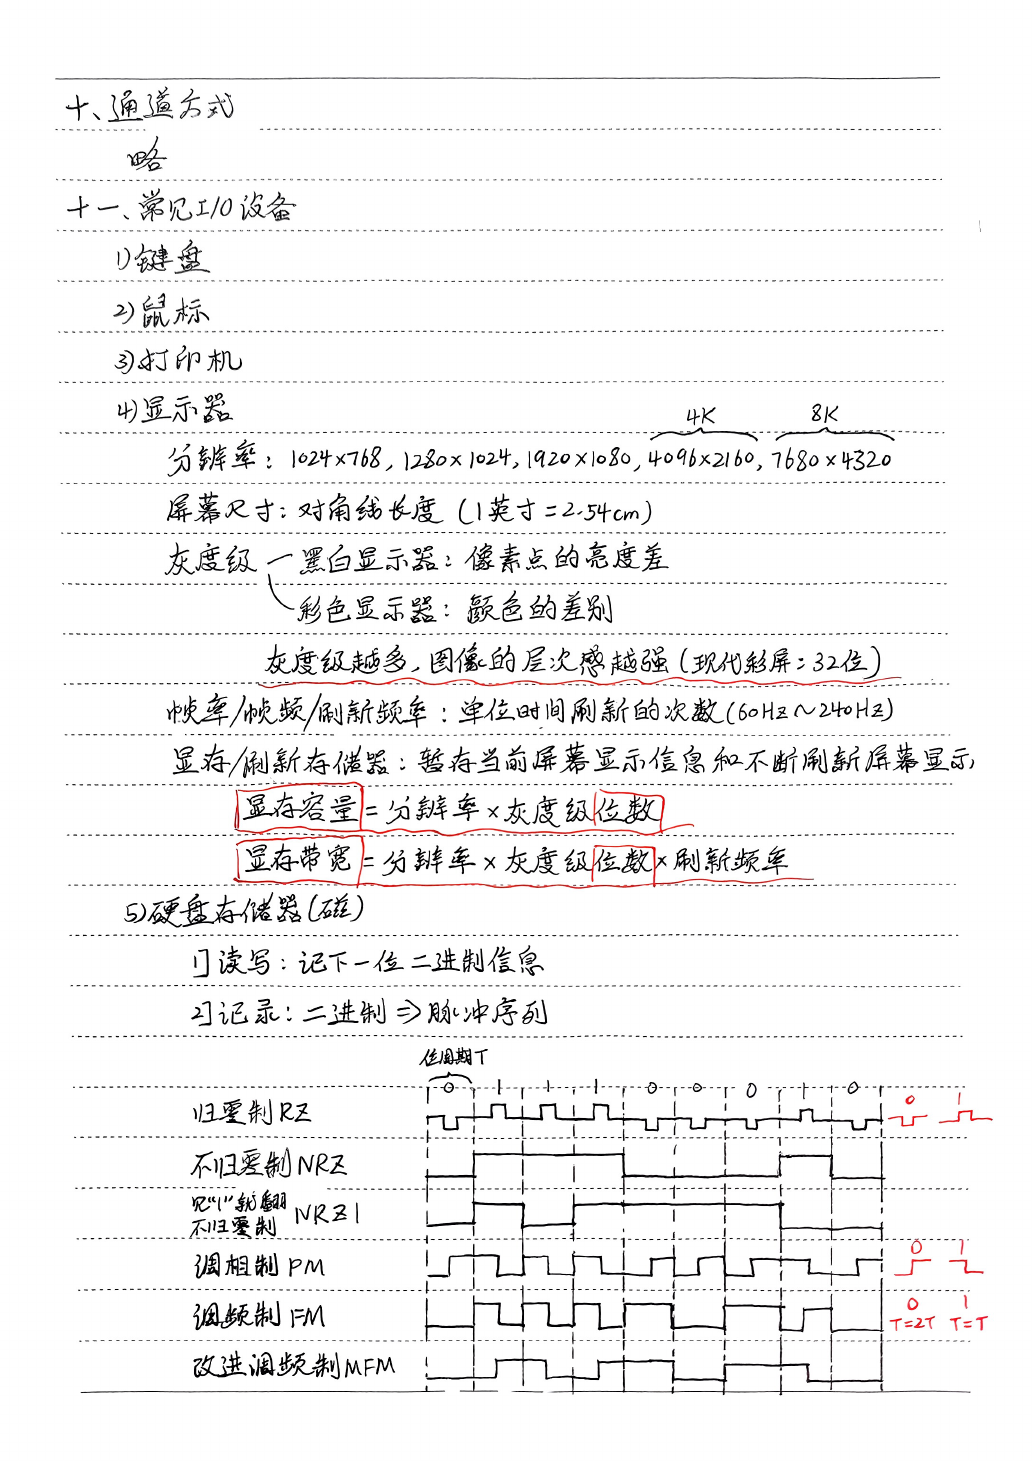 十、通道方式
略
十一、常见I/O设备
1)键盘
2)鼠标
3)打印机
4)显示器 4K 8K
分辨率：1024×768，1280×1024，1920×1080，4096×2160，7680×4320
屏幕尺寸：对角线长度（1英寸=2.54cm）
灰度级 黑白显示器：像素点的亮度差
彩色显示器：颜色的差别
灰度级越多，图像的层次感越强（现代彩屏：32位）
帧率/帧频/刷新频率：单位时间刷新的次数（60Hz～240Hz）
显存/刷新存储器：暂存当前屏幕显示信息和不断刷新屏幕显示
显存容量=分辨率×灰度级位数
显存带宽=分辨率×灰度级位数×刷新频率
5)硬盘存储器（磁）
1]读写：记下一位二进制信息
2]记录：二进制⇒脉冲序列
位周期T
0 1 1 1 0 0 0 1 0
归零制RZ 0 1
不归零制NRZ
见“1”就翻
不归零制 NRZ1
调相制PM 0 1
调频制FM 0 1
T=2T T=T
改进调频制MFM